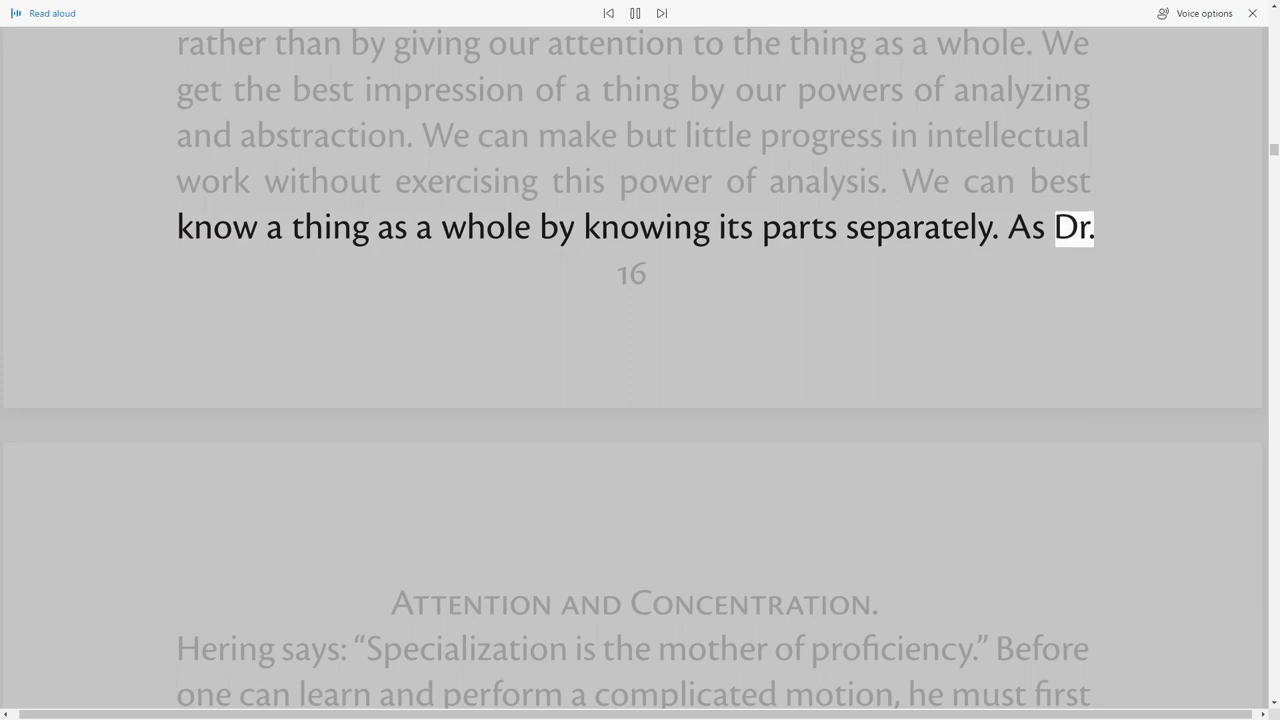 Read aloud
Voice options
rather than by giving our attention to the thing as a whole. We
get the best impression of a thing by our powers of analyzing
and abstraction. We can make but little progress in intellectual
work without exercising this power of analysis. We can best
know a thing as a whole by knowing its parts separately. As Dr.
16
Attention and Concentration.
Hering says: “Specialization is the mother of proficiency.” Before
one can learn and perform a complicated motion, he must first